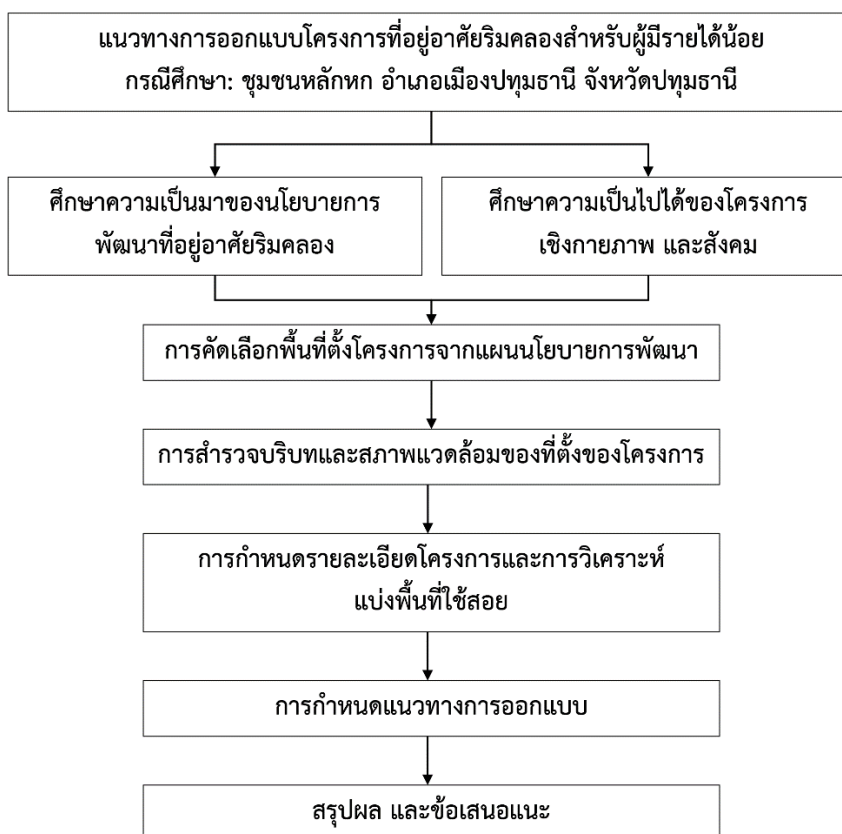 แนวทางการออกแบบโครงการที่อยู่อาศัยริมคลองสำหรับผู้มีรายได้น้อย
กรณีศึกษา: ชุมชนหลักหก อำเภอเมืองปทุมธานี จังหวัดปทุมธานี
ศึกษาความเป็นมาของนโยบายการ
พัฒนาที่อยู่อาศัยริมคลอง
ศึกษาความเป็นไปได้ของโครงการ
เชิงกายภาพ และสังคม
การคัดเลือกพื้นที่ตั้งโครงการจากแผนนโยบายการพัฒนา
การสำรวจบริบทและสภาพแวดล้อมของที่ตั้งของโครงการ
การกำหนดรายละเอียดโครงการและการวิเคราะห์
แบ่งพื้นที่ใช้สอย
การกำหนดแนวทางการออกแบบ
สรุปผล และข้อเสนอแนะ